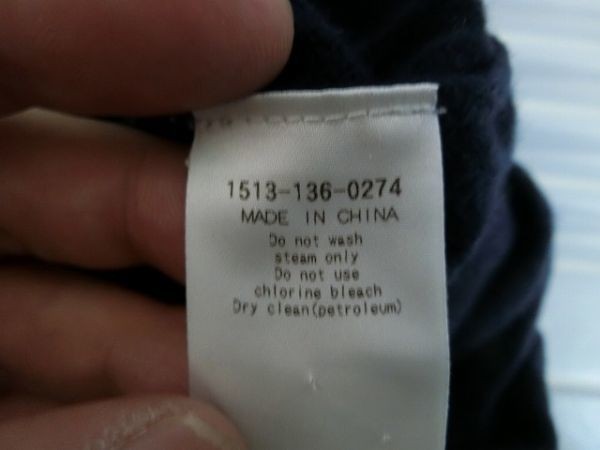 1513-136-0274
MADE IN CHINA
Do not wash
steam only
Do not use
chlorine bleach
Dry clean(petroleum)